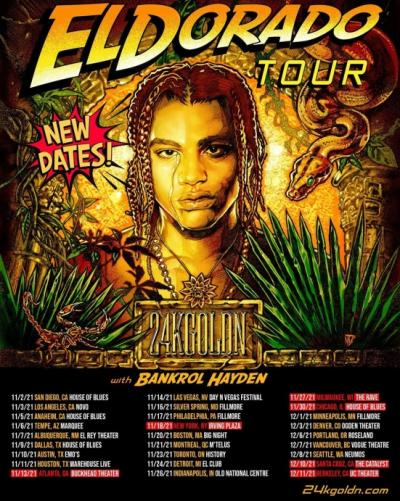 ELDORADO
TOUR
NEW
DATES!
24KGOLDN
with BANKROL HAYDEN
11/2/21 SAN DIEGO, CA HOUSE OF BLUES
11/3/21 LOS ANGELES, CA NOVO
11/5/21 ANAHEIM, CA HOUSE OF BLUES
11/6/21 TEMPE, AZ MARQUEE
11/7/21 ALBUQUERQUE, NM EL REY THEATER
11/9/21 DALLAS, TX HOUSE OF BLUES
11/10/21 AUSTIN, TX EMO'S
11/11/21 HOUSTON, TX WAREHOUSE LIVE
11/13/21 ATLANTA, GA BUCKHEAD THEATER
11/14/21 LAS VEGAS, NV DAY N VEGAS FESTIVAL
11/16/21 SILVER SPRING, MD FILLMORE
11/17/21 PHILADELPHIA, PA FILLMORE
11/18/21 NEW YORK, NY IRVING PLAZA
11/20/21 BOSTON, MA BIG NIGHT
11/21/21 MONTREAL, QC M'TELUS
11/23/21 TORONTO, ON HISTORY
11/24/21 DETROIT, MI EL CLUB
11/26/21 INDIANAPOLIS, IN OLD NATIONAL CENTRE
11/27/21 MILWAUKEE, WI THE RAVE
11/30/21 CHICAGO, IL HOUSE OF BLUES
12/1/21 MINNEAPOLIS, MN FILLMORE
12/3/21 DENVER, CO OGDEN THEATER
12/6/21 PORTLAND, OR ROSELAND
12/7/21 VANCOUVER, BC VOGUE THEATRE
12/8/21 SEATTLE, WA NEUMOS
12/10/21 SANTA CRUZ, CA THE CATALYST
12/11/21 BERKELEY, CA UC THEATER
24kgoldn.com